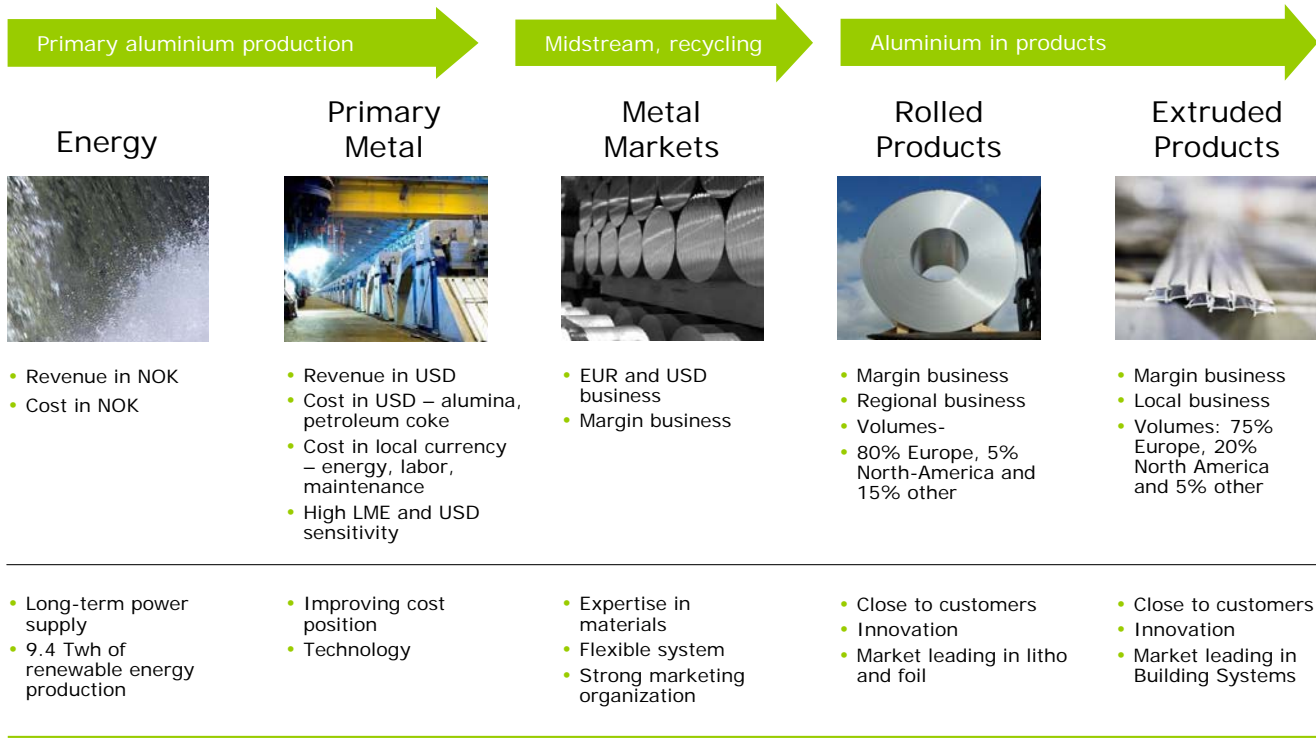 Primary aluminium production
Midstream, recycling
Aluminium in products
Energy
Primary
Metal
Metal
Markets
Rolled
Products
Extruded
Products
• Revenue in NOK
• Cost in NOK
• Revenue in USD
• Cost in USD – alumina,
petroleum coke
• Cost in local currency
– energy, labor,
maintenance
• High LME and USD
sensitivity
• EUR and USD
business
• Margin business
• Margin business
• Regional business
• Volumes-
• 80% Europe, 5%
North-America and
15% other
• Margin business
• Local business
• Volumes: 75%
Europe, 20%
North America
and 5% other
• Long-term power
supply
• 9.4 Twh of
renewable energy
production
• Improving cost
position
• Technology
• Expertise in
materials
• Flexible system
• Strong marketing
organization
• Close to customers
• Innovation
• Market leading in litho
and foil
• Close to customers
• Innovation
• Market leading in
Building Systems